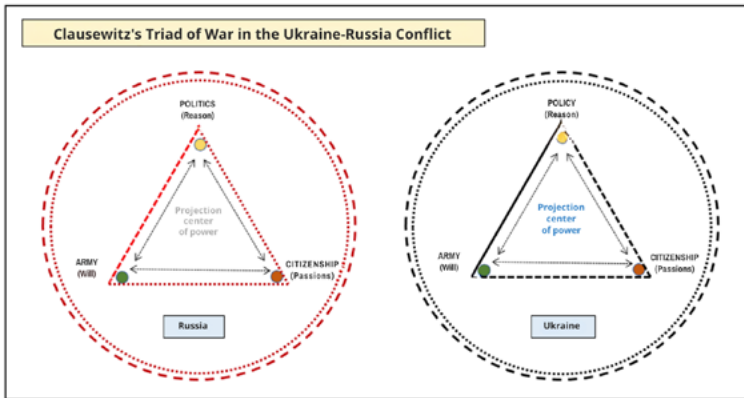 Clausewitz's Triad of War in the Ukraine-Russia Conflict
POLITICS
(Reason)
Projection
center
of power
ARMY
(Will)
CITIZENSHIP
(Passions)
Russia
POLICY
(Reason)
Projection
center
of power
ARMY
(Will)
CITIZENSHIP
(Passions)
Ukraine